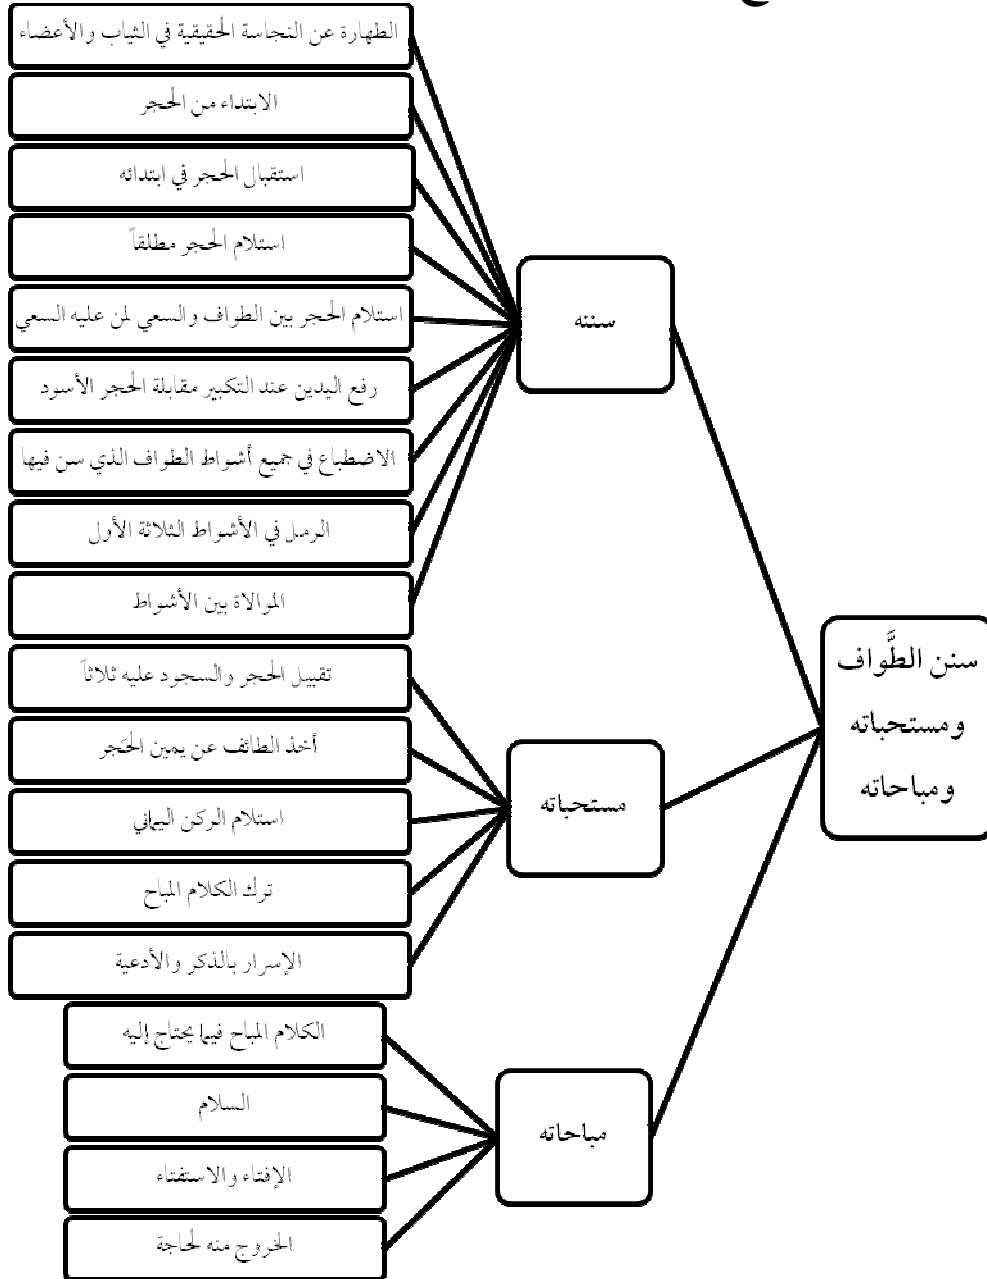 سنن الطَّواف
ومستحباته
ومباحاته
سننه
الطهارة عن النجاسة الحقيقية في الثياب والأعضاء
الابتداء من الحجر
استقبال الحجر في ابتدائه
استلام الحجر مطلقاً
استلام الحجر بين الطواف والسعي لمن عليه السعي
رفع اليدين عند التكبير مقابلة الحجر الأسود
الاضطباع في جميع أشواط الطواف الذي سن فيها
الرمل في الأشواط الثلاثة الأول
الموالاة بين الأشواط
مستحباته
تقبيل الحجر والسجود عليه ثلاثاً
أخذ الطائف عن يمين الحَجر
استلام الركن اليماني
ترك الكلام المباح
الإسرار بالذكر والأدعية
مباحاته
الكلام المباح فيما يحتاج إليه
السلام
الإفتاء والاستفتاء
الخروج منه لحاجة